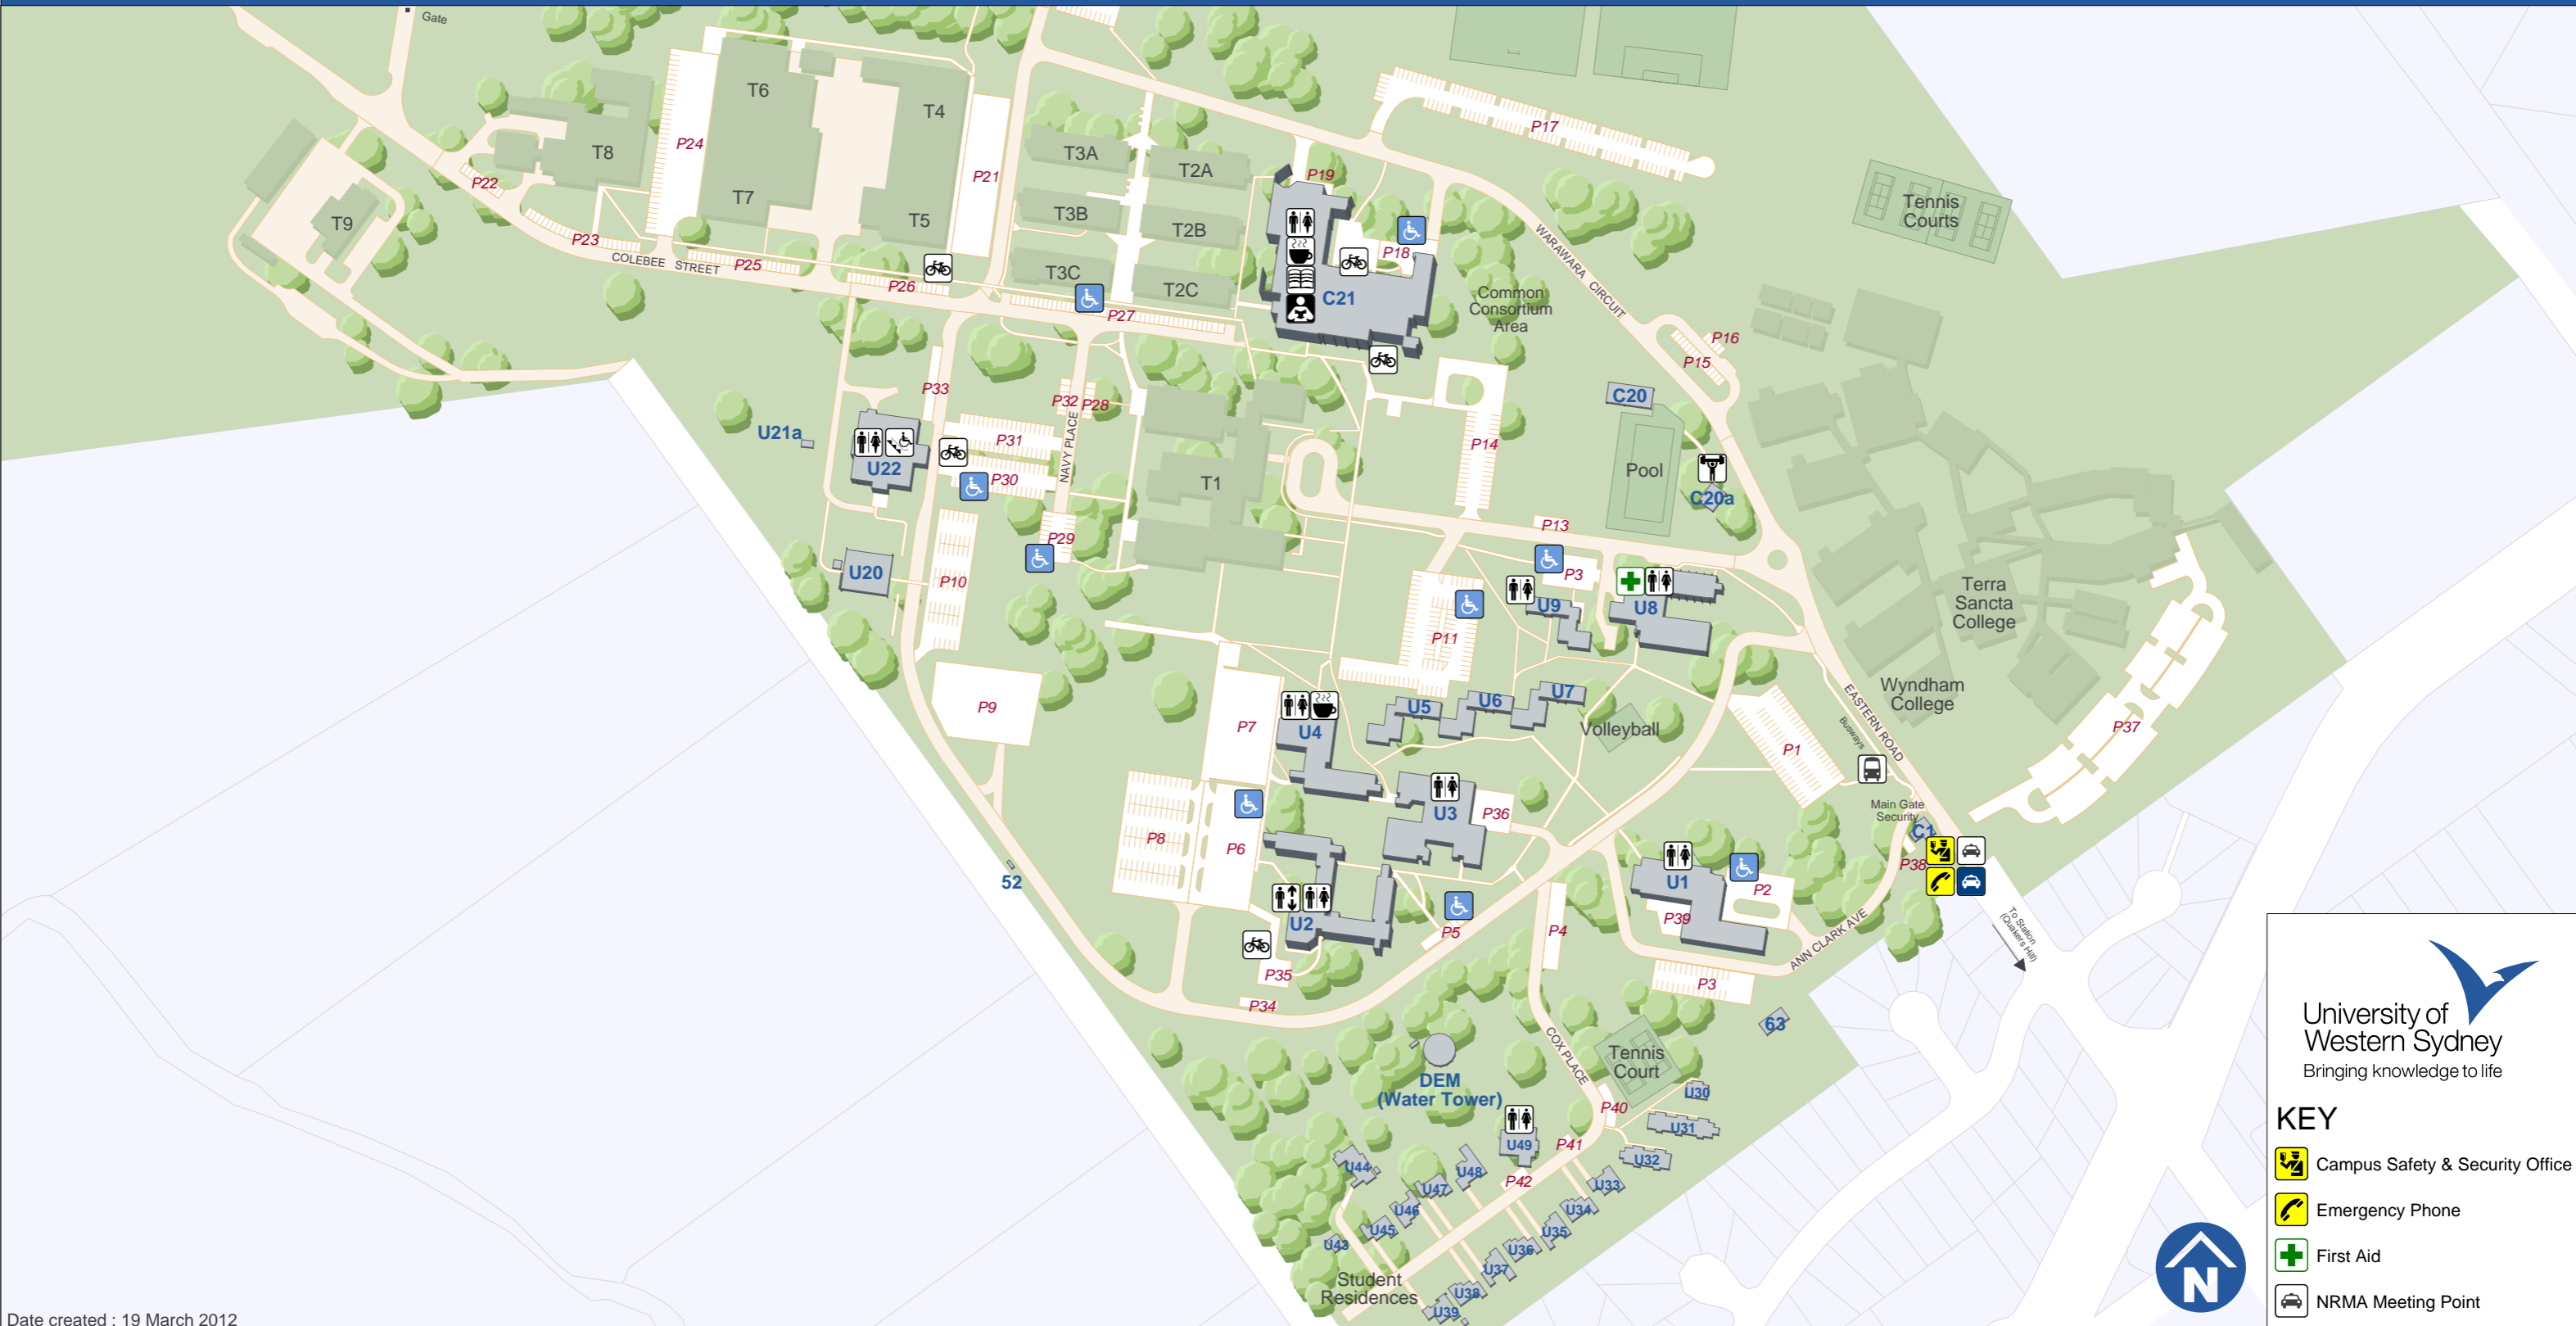 Gate
T6
T4
P24
T8
T3A
P17
T2A
P21
P22
P19
T7
Tennis
Courts
T3B
T9
T5
T2B
P23
WARAWARA CIRCUIT
P18
COLEBEE STREET
P25
T3C
P26
T2C
C21
Common
Consortium
Area
P27
P16
P15
P33
C20
P32
P28
U21a
P31
NAVY PLACE
P14
U22
Pool
P30
T1
C20a
P13
P29
U20
P10
P3
U9
U8
Terra
Sancta
College
P11
Wyndham
College
U7
U6
U5
P9
EASTERN ROAD
P7
U4
Volleyball
Busways
P1
P37
Main Gate
Security
U3
P36
C1
P8
P6
P38
52
U1
P2
U2
P39
P5
P4
To Station
(Quakers Hill)
ANN CLARK AVE
P35
P3
P34
63
COX PLACE
Tennis
Court
DEM
(Water Tower)
U30
P40
U31
U49
P41
U32
U44
U48
P42
U33
U47
U46
U34
U45
U35
U43
U36
U37
Student
Residences
U38
U39
Date created : 19 March 2012
N
University of
Western Sydney
Bringing knowledge to life
KEY
Campus Safety & Security Office
Emergency Phone
First Aid
NRMA Meeting Point